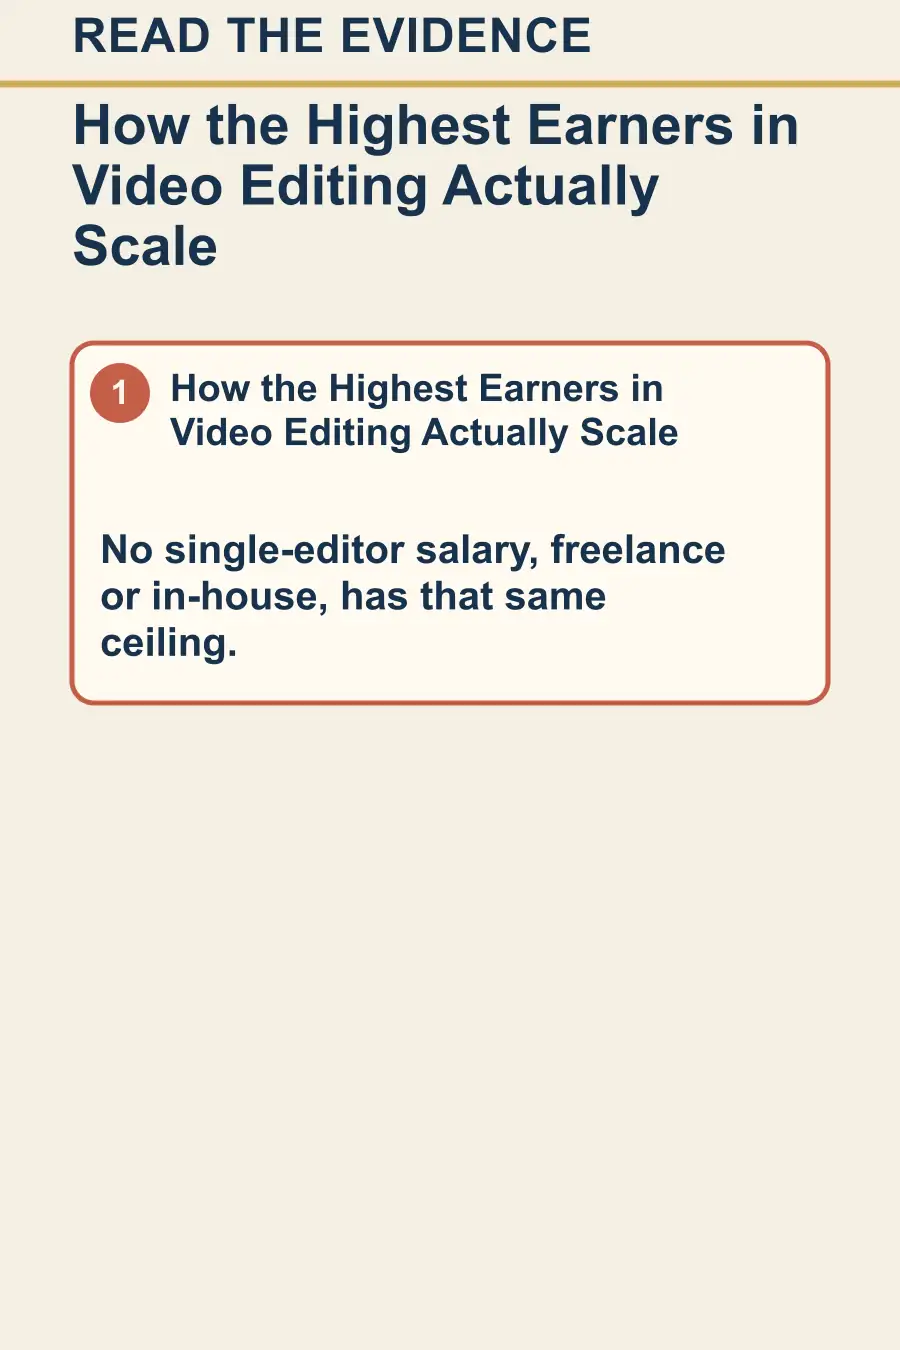 READ THE EVIDENCE
How the Highest Earners in
Video Editing Actually
Scale
1
How the Highest Earners in
Video Editing Actually Scale
No single-editor salary, freelance
or in-house, has that same
ceiling.